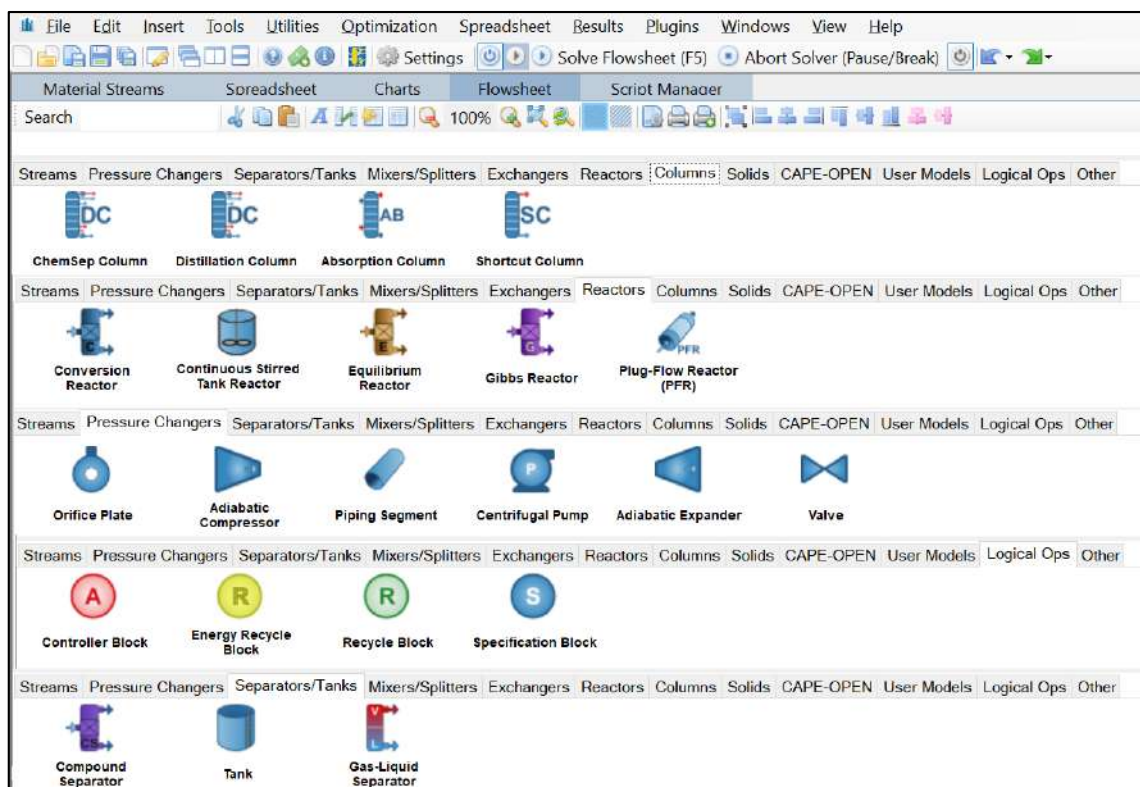 File Edit Insert Tools Utilities Optimization Spreadsheet Results Plugins Windows View Help
Settings Solve Flowsheet (F5) Abort Solver (Pause/Break)
Material Streams Spreadsheet Charts Flowsheet Script Manager
Search A 100%
Streams Pressure Changers Separators/Tanks Mixers/Splitters Exchangers Reactors Columns Solids CAPE-OPEN User Models Logical Ops Other
DC DC AB SC
ChemSep Column Distillation Column Absorption Column Shortcut Column
Streams Pressure Changers Separators/Tanks Mixers/Splitters Exchangers Reactors Columns Solids CAPE-OPEN User Models Logical Ops Other
C E G PFR
Conversion Reactor Continuous Stirred Tank Reactor Equilibrium Reactor Gibbs Reactor Plug-Flow Reactor (PFR)
Streams Pressure Changers Separators/Tanks Mixers/Splitters Exchangers Reactors Columns Solids CAPE-OPEN User Models Logical Ops Other
P
Orifice Plate Adiabatic Compressor Piping Segment Centrifugal Pump Adiabatic Expander Valve
Streams Pressure Changers Separators/Tanks Mixers/Splitters Exchangers Reactors Columns Solids CAPE-OPEN User Models Logical Ops Other
A R R S
Controller Block Energy Recycle Block Recycle Block Specification Block
Streams Pressure Changers Separators/Tanks Mixers/Splitters Exchangers Reactors Columns Solids CAPE-OPEN User Models Logical Ops Other
CS V L
Compound Separator Tank Gas-Liquid Separator